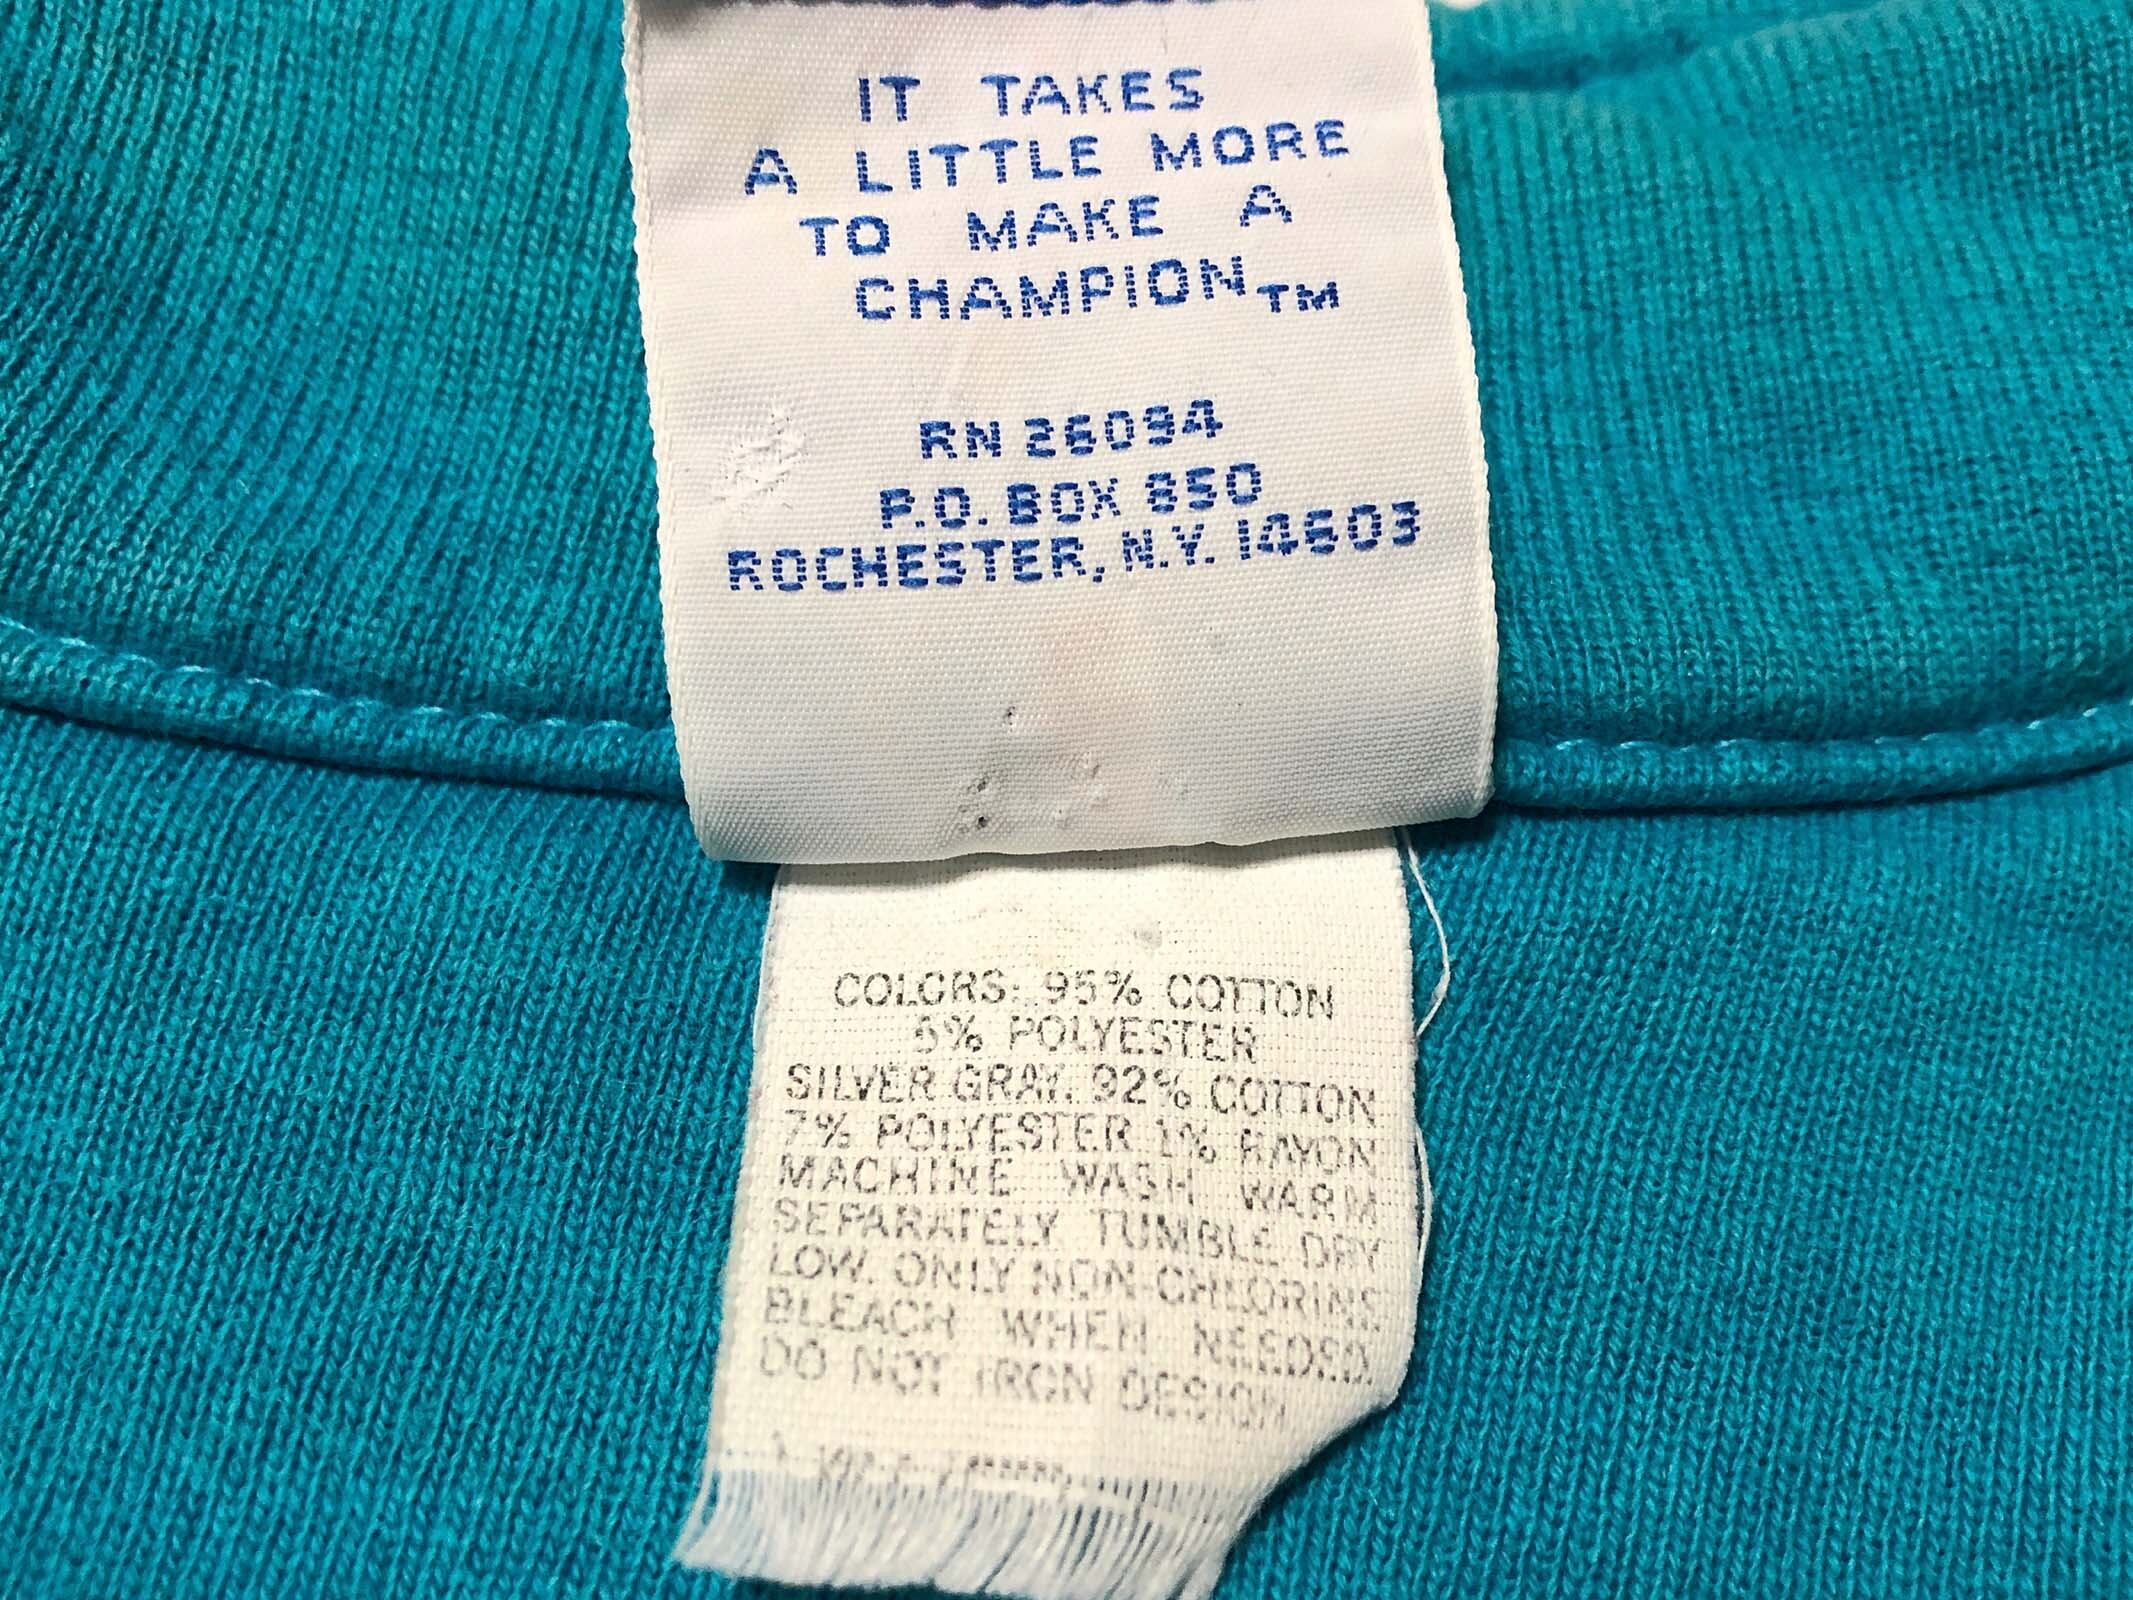 IT TAKES
A LITTLE MORE
TO MAKE A
CHAMPION™
RN 26094
P.O. BOX 850
ROCHESTER, N.Y. 14603
COLORS: 95% COTTON
5% POLYESTER
SILVER GRAY. 92% COTTON
7% POLYESTER 1% RAYON
MACHINE WASH WARM
SEPARATELY TUMBLE DRY
LOW. ONLY NON-CHLORINE
BLEACH WHEN NEEDED.
DO NOT IRON DESIGN